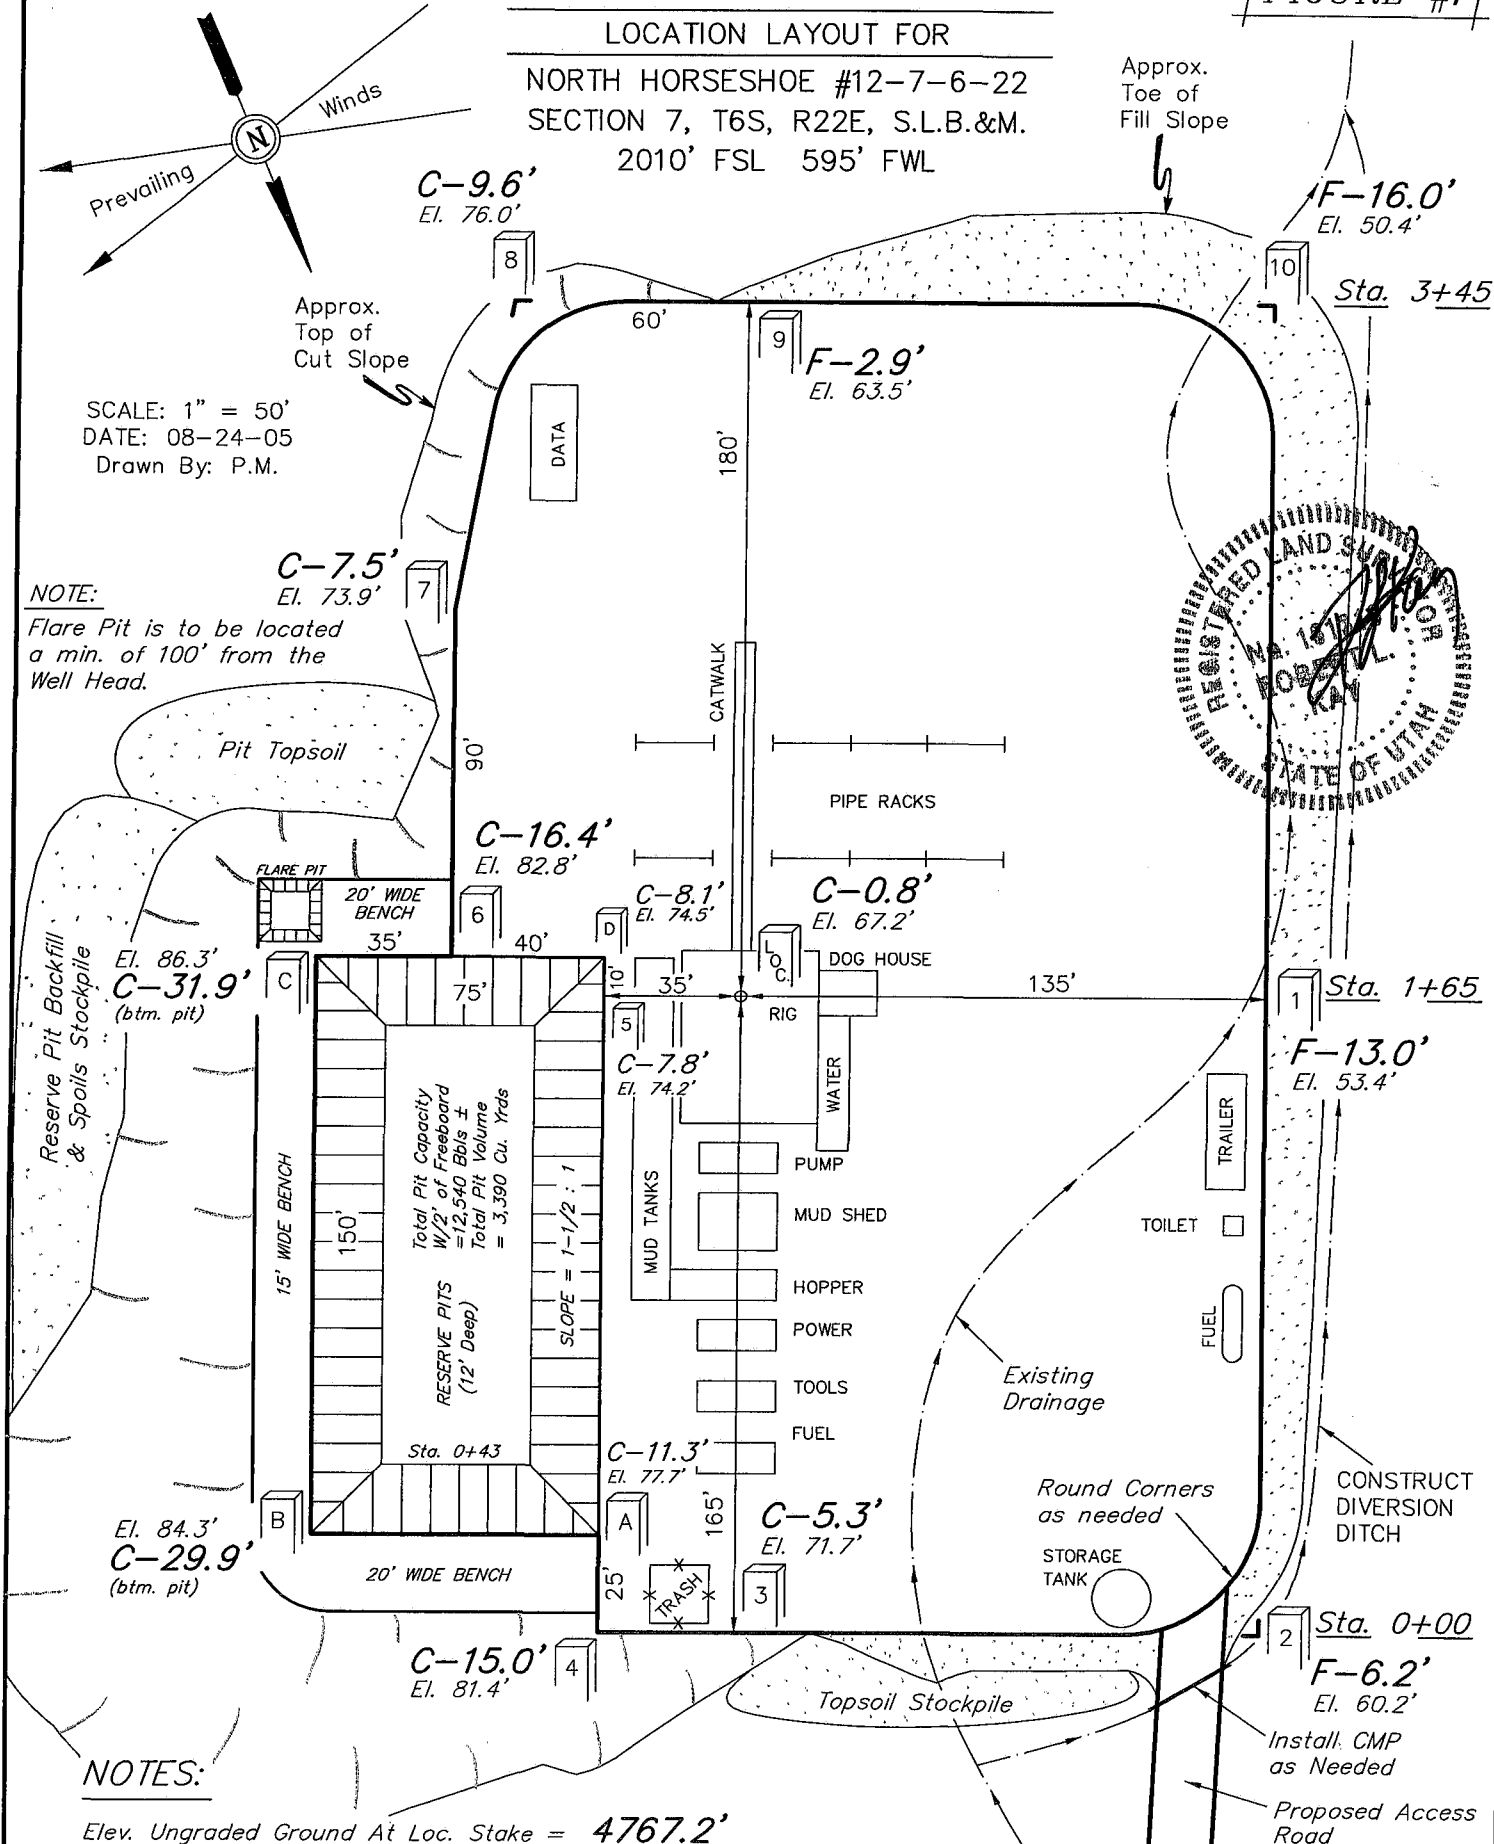 LOCATION LAYOUT FOR
NORTH HORSESHOE #12-7-6-22
SECTION 7, T6S, R22E, S.L.B.&M.
2010' FSL 595' FWL
N
Winds
Prevailing
Approx.
Toe of
Fill Slope
C-9.6'
El. 76.0'
8
F-16.0'
El. 50.4'
10
Sta. 3+45
Approx.
Top of
Cut Slope
60'
9
F-2.9'
El. 63.5'
SCALE: 1" = 50'
DATE: 08-24-05
Drawn By: P.M.
DATA
180'
C-7.5'
El. 73.9'
7
NOTE:
Flare Pit is to be located
a min. of 100' from the
Well Head.
REGISTERED LAND SURVEYOR
ROBERT L.
KAY
STATE OF UTAH
CATWALK
Pit Topsoil
90'
PIPE RACKS
C-16.4'
El. 82.8'
6
FLARE PIT
20' WIDE
BENCH
C-8.1'
El. 74.5'
D
C-0.8'
El. 67.2'
LOC.
DOG HOUSE
35'
40'
10'
El. 86.3'
C-31.9'
(btm. pit)
C
75'
35'
RIG
135'
1
Sta. 1+65
F-13.0'
El. 53.4'
5
C-7.8'
El. 74.2'
Reserve Pit Backfill
& Spoils Stockpile
15' WIDE BENCH
150'
Total Pit Capacity
W/2' of Freeboard
=12,540 Bbls ±
Total Pit Volume
= 3,390 Cu. Yrds
RESERVE PITS
(12' Deep)
SLOPE = 1-1/2 : 1
MUD TANKS
WATER
TRAILER
PUMP
MUD SHED
TOILET
HOPPER
POWER
FUEL
TOOLS
Existing
Drainage
FUEL
Sta. 0+43
C-11.3'
El. 77.7'
A
Round Corners
as needed
CONSTRUCT
DIVERSION
DITCH
B
El. 84.3'
C-29.9'
(btm. pit)
165'
C-5.3'
El. 71.7'
3
STORAGE
TANK
20' WIDE BENCH
25'
TRASH
2
Sta. 0+00
F-6.2'
El. 60.2'
C-15.0'
El. 81.4'
4
Topsoil Stockpile
Install CMP
as Needed
NOTES:
Proposed Access
Road
Elev. Ungraded Ground At Loc. Stake = 4767.2'